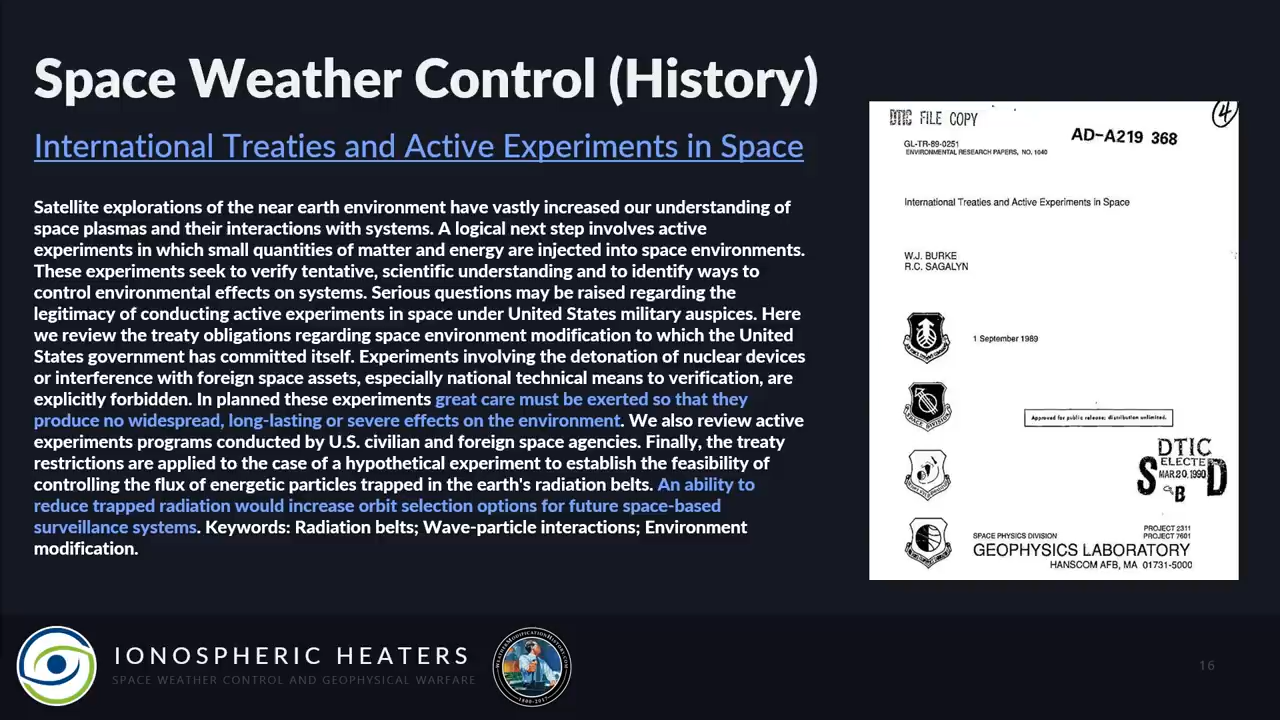 Space Weather Control (History)
International Treaties and Active Experiments in Space
Satellite explorations of the near earth environment have vastly increased our understanding of
space plasmas and their interactions with systems. A logical next step involves active
experiments in which small quantities of matter and energy are injected into space environments.
These experiments seek to verify tentative, scientific understanding and to identify ways to
control environmental effects on systems. Serious questions may be raised regarding the
legitimacy of conducting active experiments in space under United States military auspices. Here
we review the treaty obligations regarding space environment modification to which the United
States government has committed itself. Experiments involving the detonation of nuclear devices
or interference with foreign space assets, especially national technical means to verification, are
explicitly forbidden. In planned these experiments great care must be exerted so that they
produce no widespread, long-lasting or severe effects on the environment. We also review active
experiments programs conducted by U.S. civilian and foreign space agencies. Finally, the treaty
restrictions are applied to the case of a hypothetical experiment to establish the feasibility of
controlling the flux of energetic particles trapped in the earth's radiation belts. An ability to
reduce trapped radiation would increase orbit selection options for future space-based
surveillance systems. Keywords: Radiation belts; Wave-particle interactions; Environment
modification.
DTIC FILE COPY
4
AD-A219 368
GL-TR-89-0251
ENVIRONMENTAL RESEARCH PAPERS, NO. 1040
International Treaties and Active Experiments in Space
W.J. BURKE
R.C. SAGALYN
1 September 1989
SPACE DIVISION
Approved for public release; distribution unlimited.
DTIC
ELECTE
S MAR 20, 1990 D
B
SPACE PHYSICS DIVISION
PROJECT 2311
PROJECT 7601
GEOPHYSICS LABORATORY
HANSCOM AFB, MA 01731-5000
IONOSPHERIC HEATERS
SPACE WEATHER CONTROL AND GEOPHYSICAL WARFARE
WEATHERMODIFICATIONHISTORY.COM
16